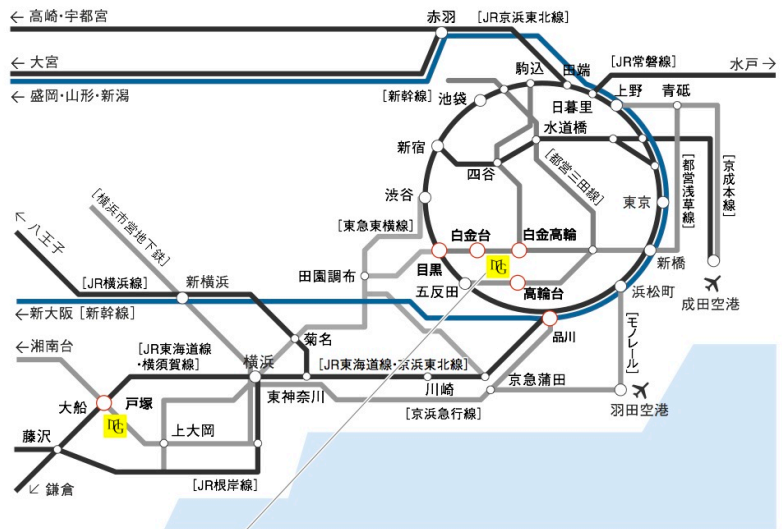 ← 高崎・宇都宮
赤羽
[JR京浜東北線]
← 大宮
駒込
田端
[JR常磐線]
水戸 →
← 盛岡・山形・新潟
[新幹線]
池袋
日暮里
上野
青砥
水道橋
新宿
四谷
[都営三田線]
[都営浅草線]
[京成本線]
渋谷
東京
[横浜市営地下鉄]
[東急東横線]
白金台
白金高輪
← 八王子
新横浜
田園調布
目黒
新橋
[JR横浜線]
五反田
高輪台
浜松町
成田空港
← 新大阪 [新幹線]
菊名
品川
[モノレール]
← 湘南台
[JR東海道線
・横須賀線]
横浜
[JR東海道線・京浜東北線]
大船
戸塚
東神奈川
川崎
京急蒲田
[京浜急行線]
羽田空港
藤沢
上大岡
↙ 鎌倉
[JR根岸線]